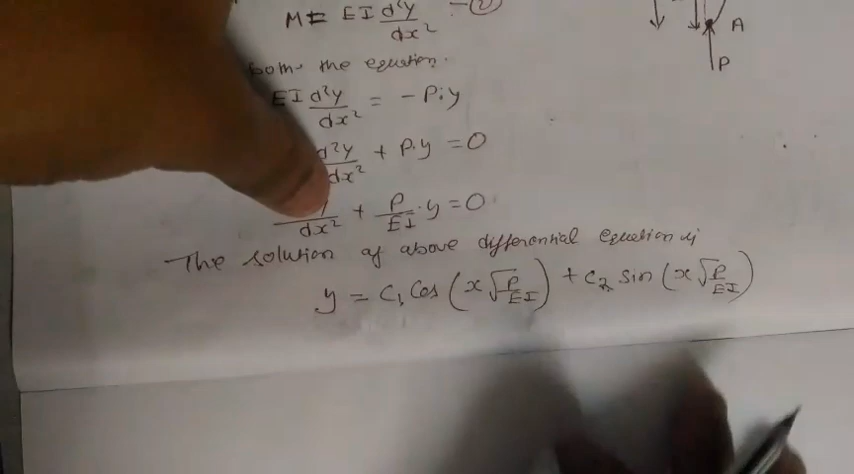 M = EI d²y/dx² -②
A
P
both the equation.
EI d²y/dx² = - P.y
d²y/dx² + P.y = 0
y/dx² + P/EI .y = 0
The solution of above differential equation is
y = C₁ Cos (x √P/EI) + C₂ sin (x √P/EI)